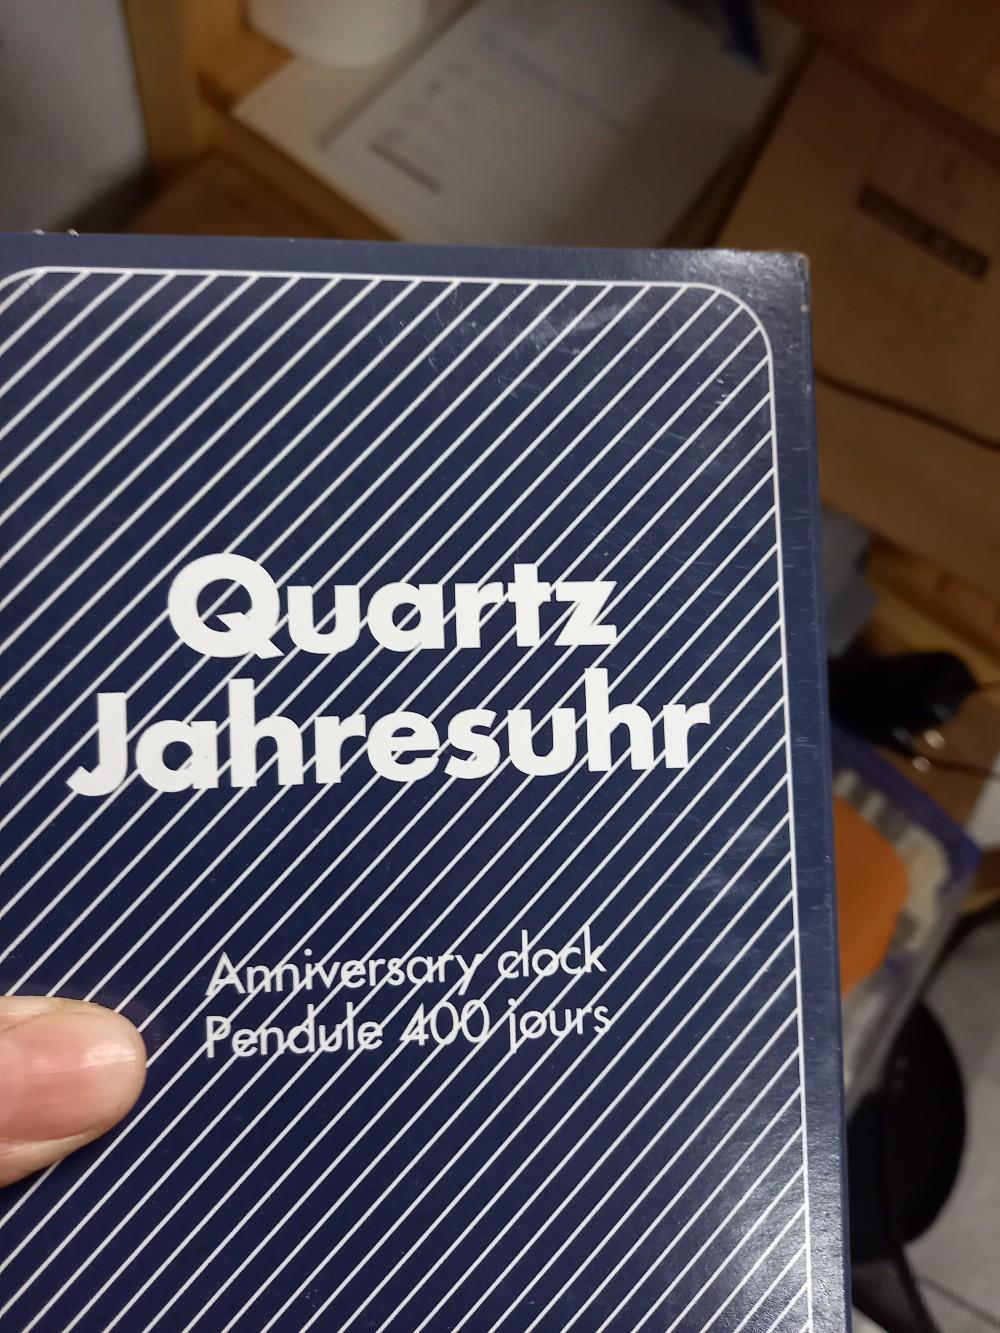 Quartz
Jahresuhr
Anniversary clock
Pendule 400 jours